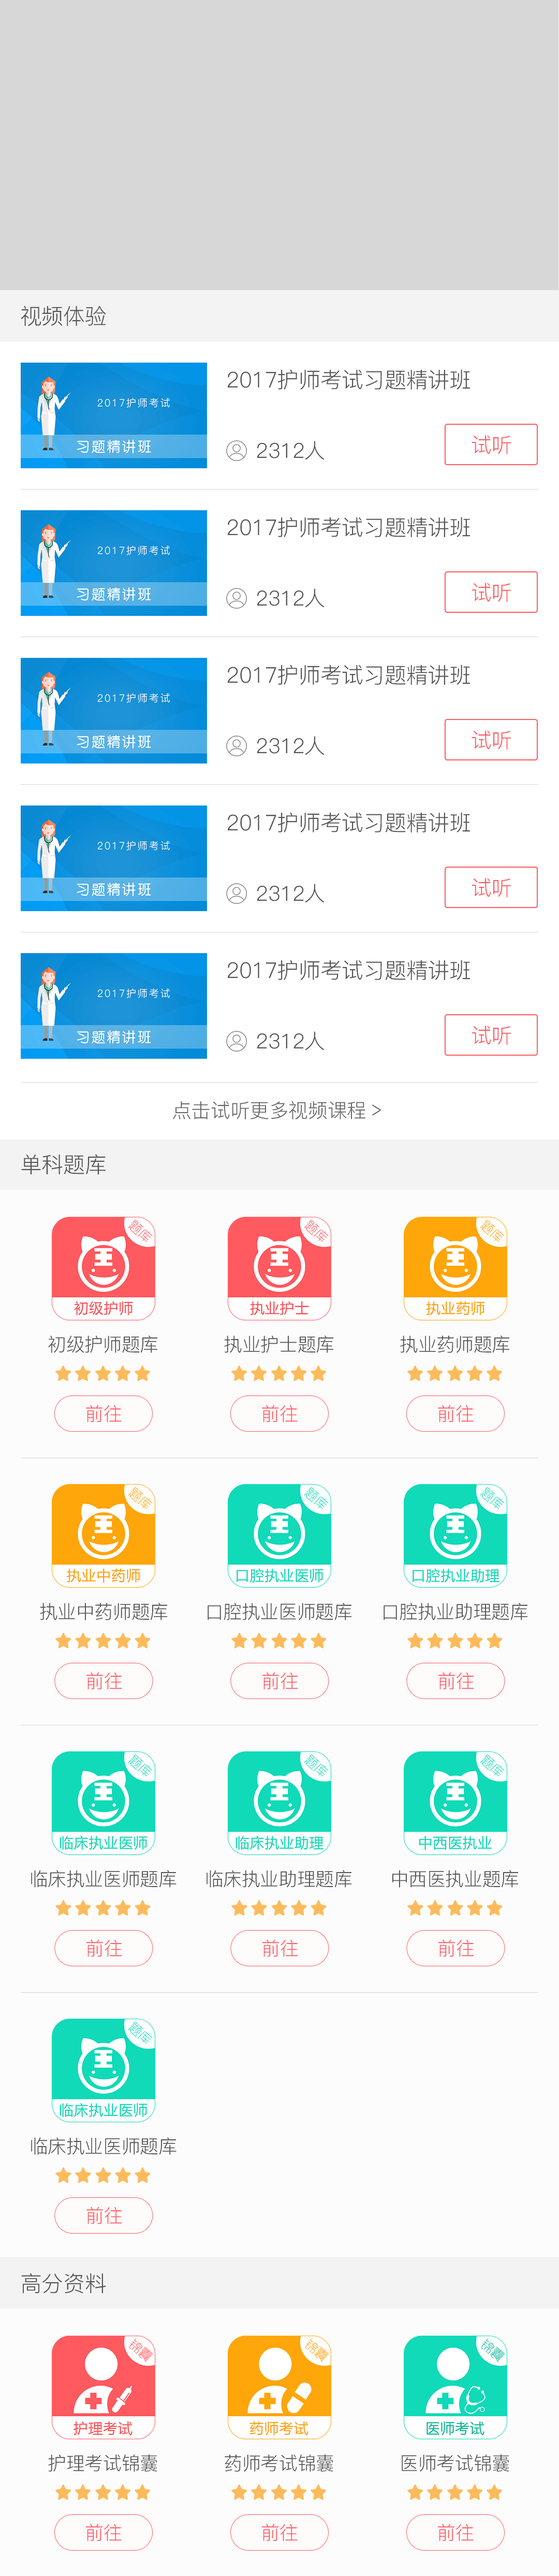 视频体验
2017护师考试
习题精讲班
2017护师考试习题精讲班
2312人
试听
2017护师考试
习题精讲班
2017护师考试习题精讲班
2312人
试听
2017护师考试
习题精讲班
2017护师考试习题精讲班
2312人
试听
2017护师考试
习题精讲班
2017护师考试习题精讲班
2312人
试听
2017护师考试
习题精讲班
2017护师考试习题精讲班
2312人
试听
点击试听更多视频课程 >
单科题库
题库 题库 题库
初级护师 执业护士 执业药师
初级护师题库 执业护士题库 执业药师题库
前往 前往 前往
题库 题库 题库
执业中药师 口腔执业医师 口腔执业助理
执业中药师题库 口腔执业医师题库 口腔执业助理题库
前往 前往 前往
题库 题库 题库
临床执业医师 临床执业助理 中西医执业
临床执业医师题库 临床执业助理题库 中西医执业题库
前往 前往 前往
题库
临床执业医师
临床执业医师题库
前往
高分资料
锦囊 锦囊 锦囊
护理考试 药师考试 医师考试
护理考试锦囊 药师考试锦囊 医师考试锦囊
前往 前往 前往